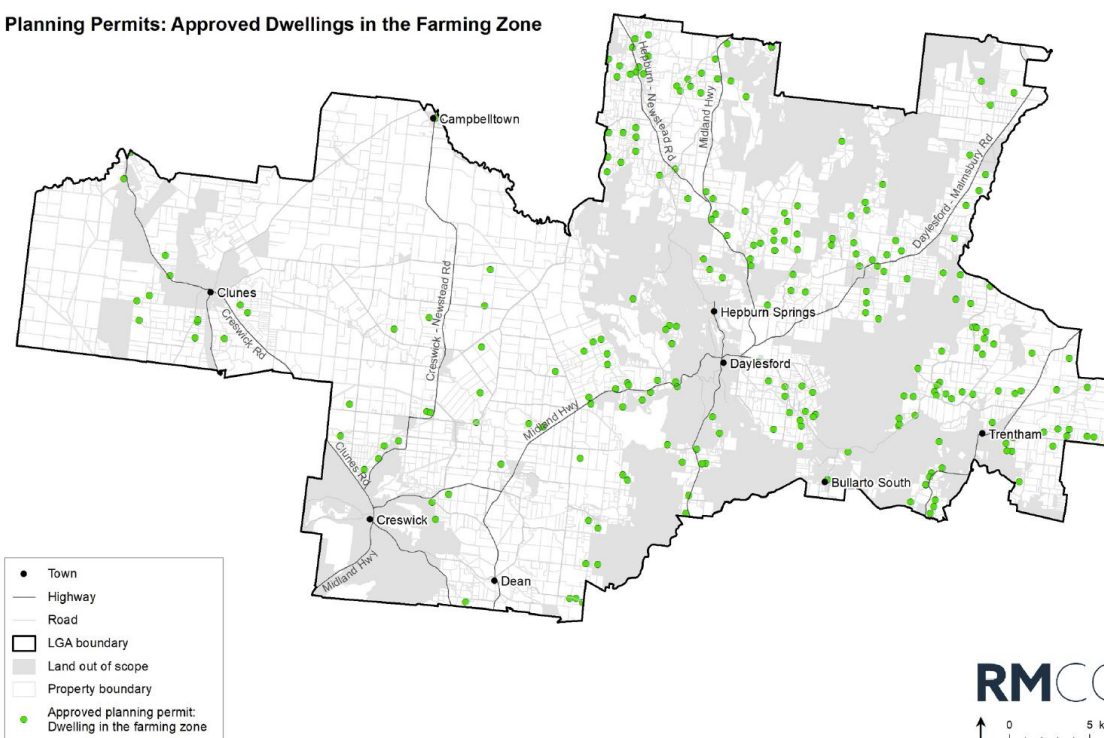 Planning Permits: Approved Dwellings in the Farming Zone
Hepburn - Newstead Rd
Midland Hwy
Campbelltown
Daylesford - Malmsbury Rd
Clunes
Creswick Rd
Creswick - Newstead Rd
Hepburn Springs
Daylesford
Midland Hwy
Trentham
Clunes Rd
Bullarto South
Creswick
Midland Hwy
Dean
Town
Highway
Road
LGA boundary
Land out of scope
Property boundary
Approved planning permit:
Dwelling in the farming zone
RMC
0 5 k